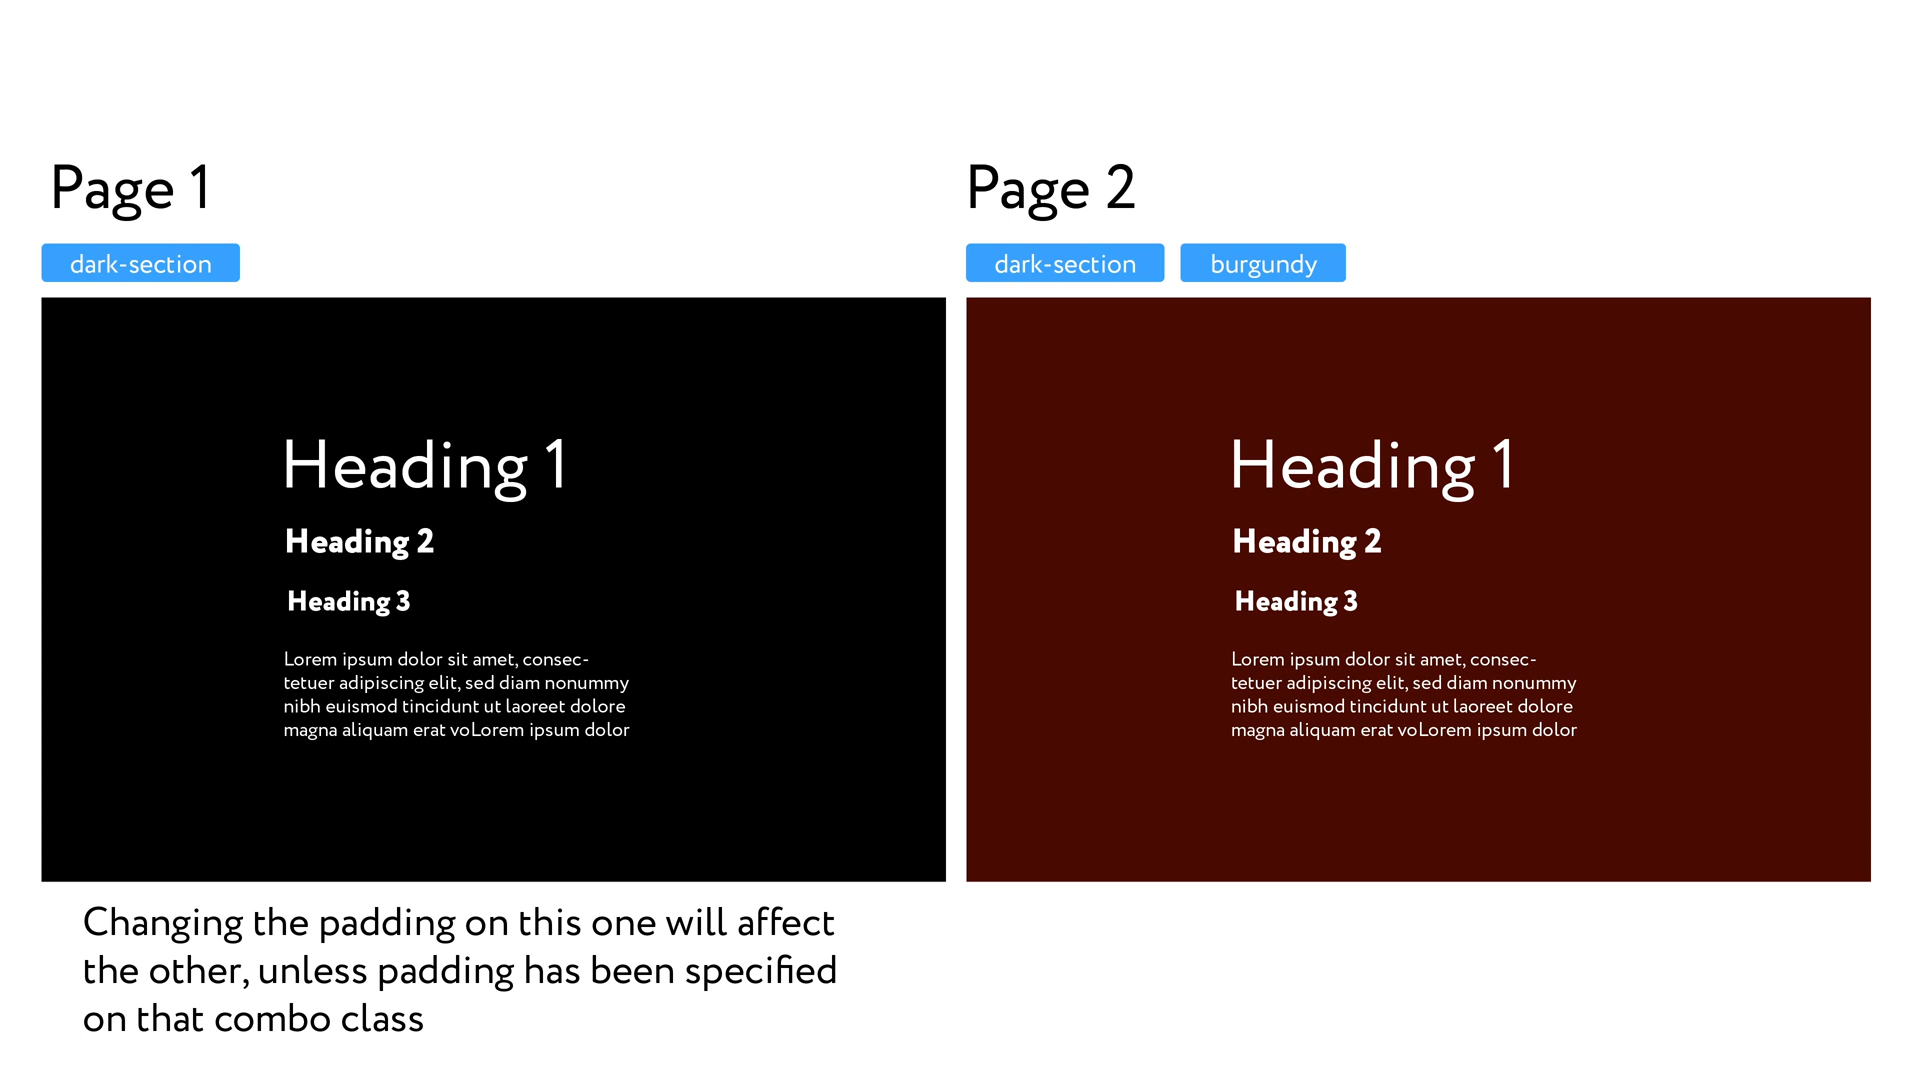 Page 1
dark-section
Heading 1
Heading 2
Heading 3
Lorem ipsum dolor sit amet, consec-
tetuer adipiscing elit, sed diam nonummy
nibh euismod tincidunt ut laoreet dolore
magna aliquam erat voLorem ipsum dolor
Changing the padding on this one will affect
the other, unless padding has been specified
on that combo class
Page 2
dark-section burgundy
Heading 1
Heading 2
Heading 3
Lorem ipsum dolor sit amet, consec-
tetuer adipiscing elit, sed diam nonummy
nibh euismod tincidunt ut laoreet dolore
magna aliquam erat voLorem ipsum dolor